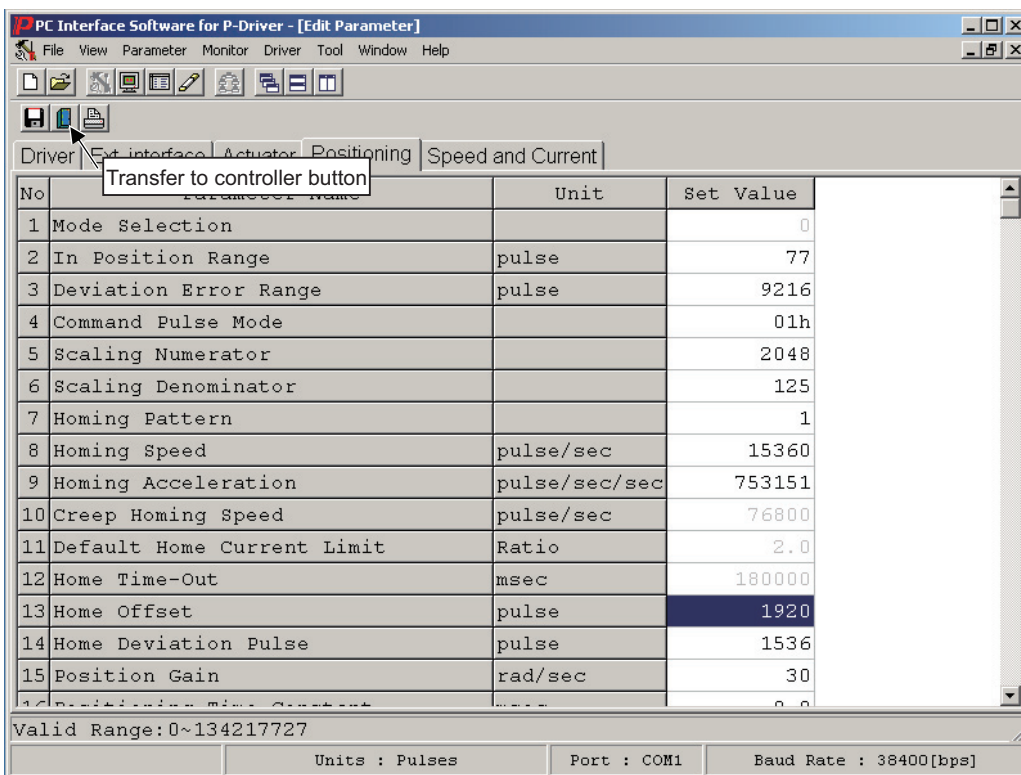 PC Interface Software for P-Driver - [Edit Parameter]
File View Parameter Monitor Driver Tool Window Help
Driver Ext. interface Actuator Positioning Speed and Current
Transfer to controller button
No Parameter Name Unit Set Value
1 Mode Selection 0
2 In Position Range pulse 77
3 Deviation Error Range pulse 9216
4 Command Pulse Mode 01h
5 Scaling Numerator 2048
6 Scaling Denominator 125
7 Homing Pattern 1
8 Homing Speed pulse/sec 15360
9 Homing Acceleration pulse/sec/sec 753151
10 Creep Homing Speed pulse/sec 76800
11 Default Home Current Limit Ratio 2.0
12 Home Time-Out msec 180000
13 Home Offset pulse 1920
14 Home Deviation Pulse pulse 1536
15 Position Gain rad/sec 30
Valid Range:0~134217727
Units : Pulses Port : COM1 Baud Rate : 38400[bps]